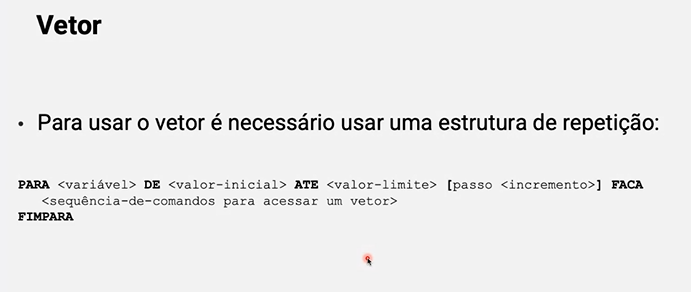 Vetor
• Para usar o vetor é necessário usar uma estrutura de repetição:
PARA <variável> DE <valor-inicial> ATE <valor-limite> [passo <incremento>] FACA
<sequência-de-comandos para acessar um vetor>
FIMPARA